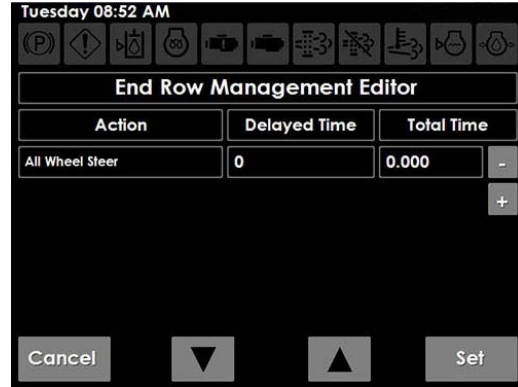 Tuesday 08:52 AM
End Row Management Editor
Action Delayed Time Total Time
All Wheel Steer 0 0.000 -
+
Cancel Set